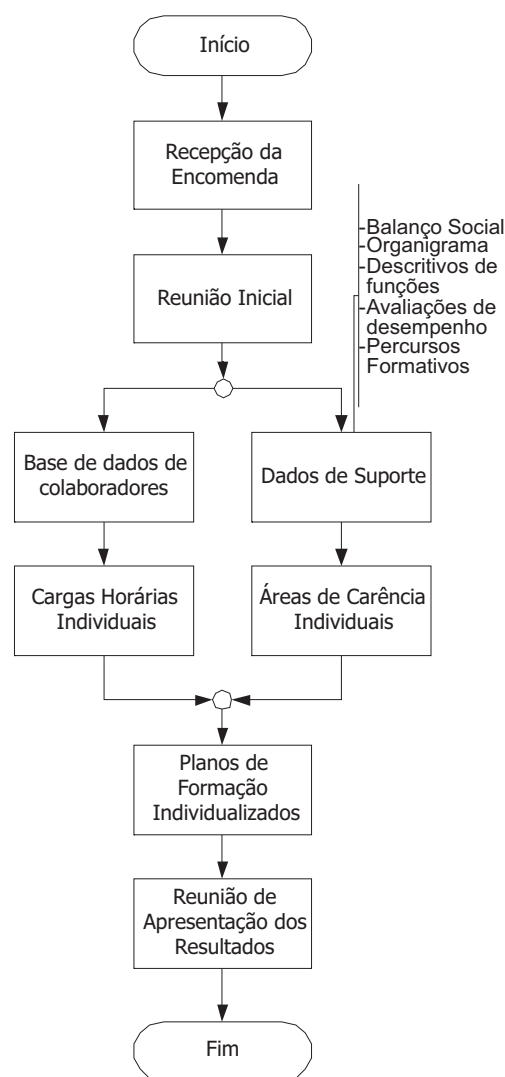 Início
Recepção da
Encomenda
Reunião Inicial
-Balanço Social
-Organigrama
-Descritivos de
funções
-Avaliações de
desempenho
-Percursos
Formativos
Base de dados de
colaboradores
Dados de Suporte
Cargas Horárias
Individuais
Áreas de Carência
Individuais
Planos de
Formação
Individualizados
Reunião de
Apresentação dos
Resultados
Fim